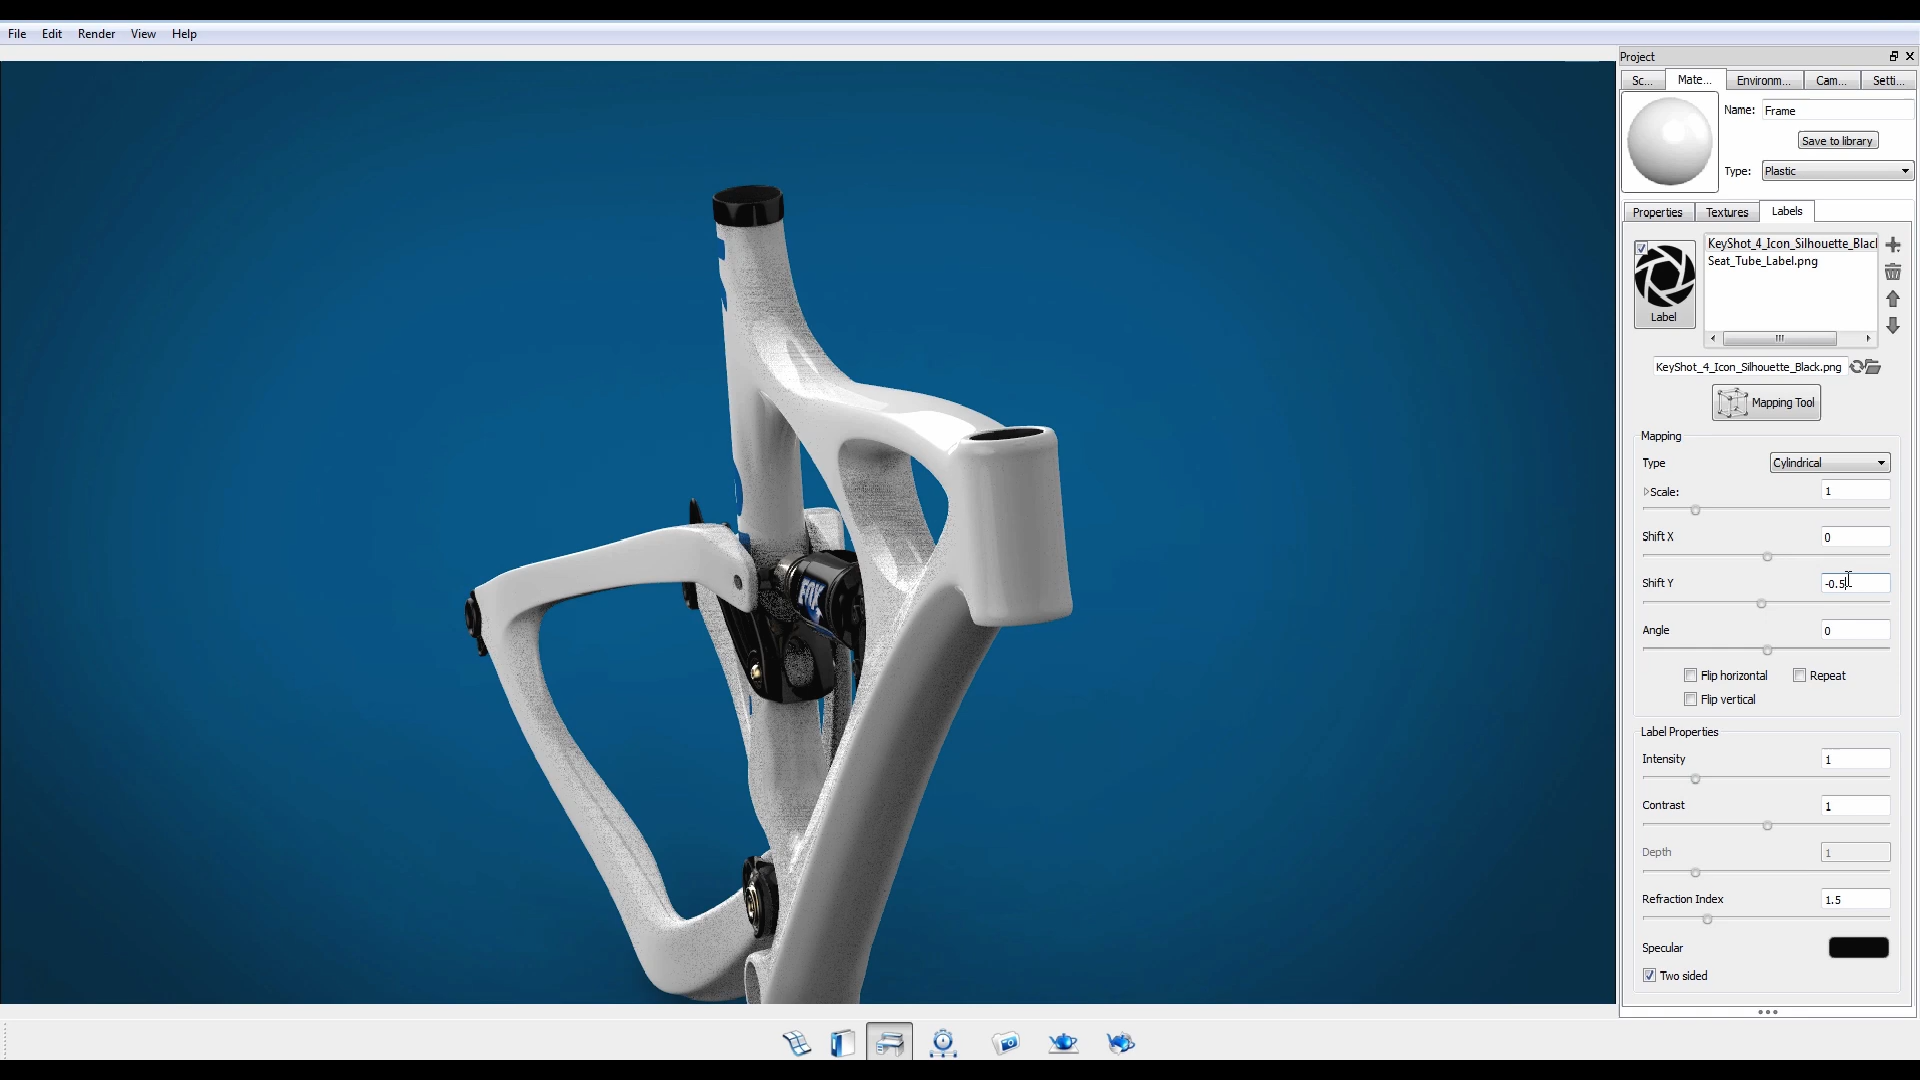 File Edit Render View Help
Project
Sc... Mate... Environm... Cam... Setti...
Name: Frame
Save to library
Type: Plastic
Properties Textures Labels
KeyShot_4_Icon_Silhouette_Blac
Seat_Tube_Label.png
Label
KeyShot_4_Icon_Silhouette_Black.png
Mapping Tool
Mapping
Type Cylindrical
Scale: 1
Shift X 0
Shift Y -0.5
Angle 0
Flip horizontal Repeat
Flip vertical
Label Properties
Intensity 1
Contrast 1
Depth 1
Refraction Index 1.5
Specular
Two sided
FOX